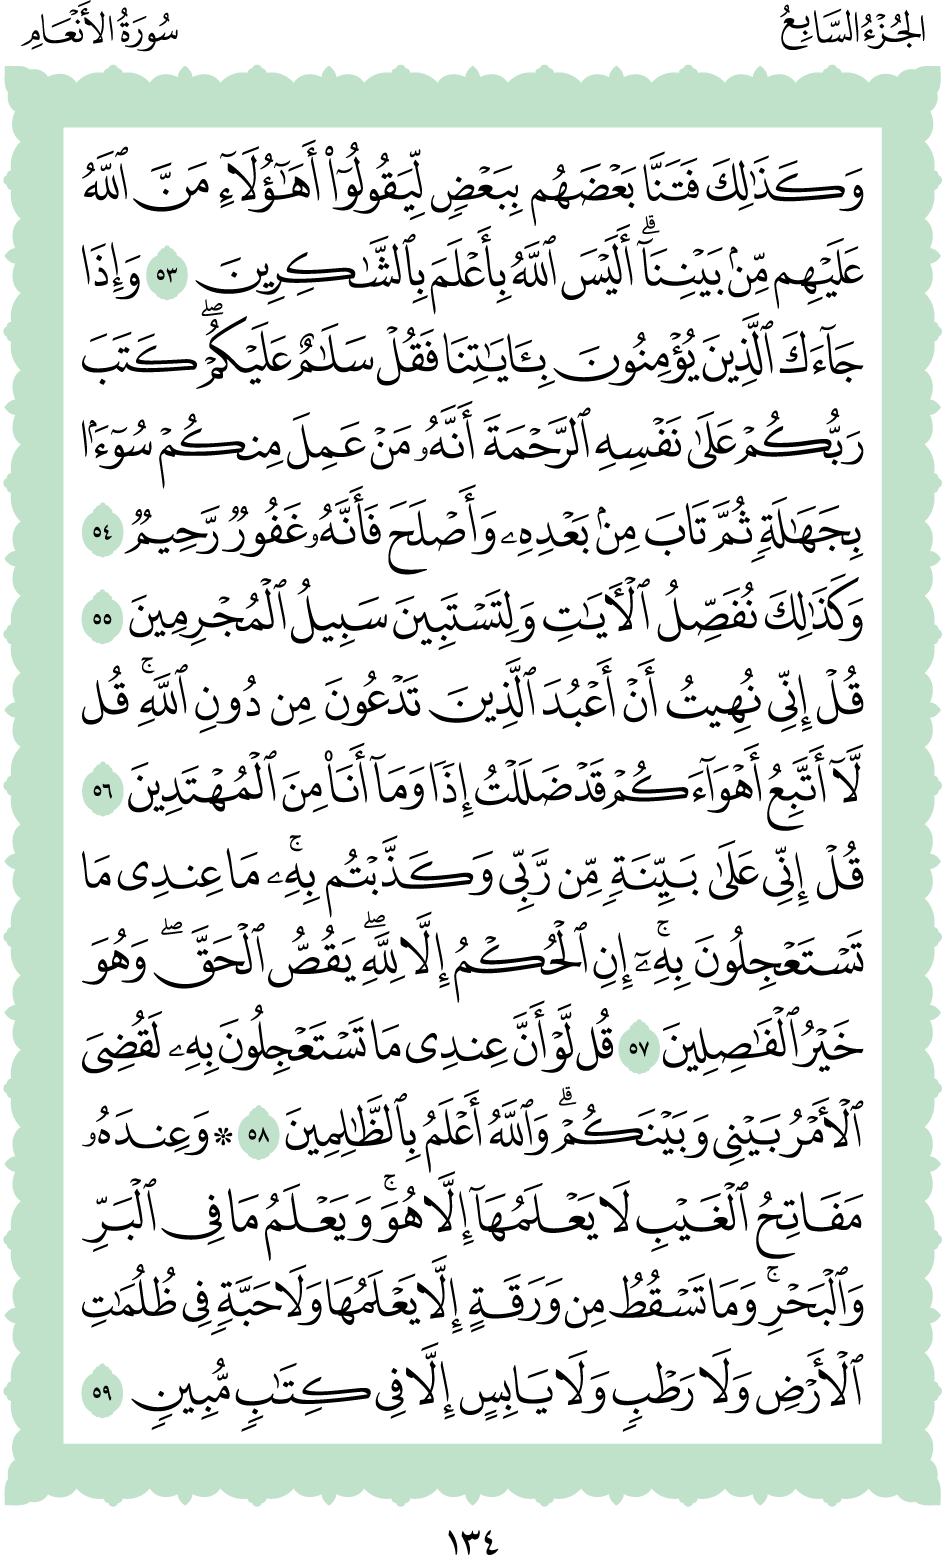 الجُزْءُ السَّابِعُ
سُورَةُ الأَنْعَامِ
وَكَذَٰلِكَ فَتَنَّا بَعْضَهُم بِبَعْضٍ لِّيَقُولُوٓا۟ أَهَـٰٓؤُلَآءِ مَنَّ ٱللَّهُ
عَلَيْهِم مِّنۢ بَيْنِنَآ ۗ أَلَيْسَ ٱللَّهُ بِأَعْلَمَ بِٱلشَّـٰكِرِينَ ٥٣ وَإِذَا
جَآءَكَ ٱلَّذِينَ يُؤْمِنُونَ بِـَٔايَـٰتِنَا فَقُلْ سَلَـٰمٌ عَلَيْكُمْ ۖ كَتَبَ
رَبُّكُمْ عَلَىٰ نَفْسِهِ ٱلرَّحْمَةَ أَنَّهُۥ مَنْ عَمِلَ مِنكُمْ سُوٓءًۢا
بِجَهَـٰلَةٍ ثُمَّ تَابَ مِنۢ بَعْدِهِۦ وَأَصْلَحَ فَأَنَّهُۥ غَفُورٌ رَّحِيمٌ ٥٤
وَكَذَٰلِكَ نُفَصِّلُ ٱلْـَٔايَـٰتِ وَلِتَسْتَبِينَ سَبِيلُ ٱلْمُجْرِمِينَ ٥٥
قُلْ إِنِّى نُهِيتُ أَنْ أَعْبُدَ ٱلَّذِينَ تَدْعُونَ مِن دُونِ ٱللَّهِ ۚ قُل
لَّآ أَتَّبِعُ أَهْوَآءَكُمْ قَدْ ضَلَلْتُ إِذًا وَمَآ أَنَا۠ مِنَ ٱلْمُهْتَدِينَ ٥٦
قُلْ إِنِّى عَلَىٰ بَيِّنَةٍ مِّن رَّبِّى وَكَذَّبْتُم بِهِۦ ۚ مَا عِندِى مَا
تَسْتَعْجِلُونَ بِهِۦٓ ۚ إِنِ ٱلْحُكْمُ إِلَّا لِلَّهِ ۖ يَقُصُّ ٱلْحَقَّ ۖ وَهُوَ
خَيْرُ ٱلْفَـٰصِلِينَ ٥٧ قُل لَّوْ أَنَّ عِندِى مَا تَسْتَعْجِلُونَ بِهِۦ لَقُضِىَ
ٱلْأَمْرُ بَيْنِى وَبَيْنَكُمْ ۗ وَٱللَّهُ أَعْلَمُ بِٱلظَّـٰلِمِينَ ٥٨ * وَعِندَهُۥ
مَفَاتِحُ ٱلْغَيْبِ لَا يَعْلَمُهَآ إِلَّا هُوَ ۚ وَيَعْلَمُ مَا فِى ٱلْبَرِّ
وَٱلْبَحْرِ ۚ وَمَا تَسْقُطُ مِن وَرَقَةٍ إِلَّا يَعْلَمُهَا وَلَا حَبَّةٍ فِى ظُلُمَـٰتِ
ٱلْأَرْضِ وَلَا رَطْبٍ وَلَا يَابِسٍ إِلَّا فِى كِتَـٰبٍ مُّبِينٍ ٥٩
١٣٤